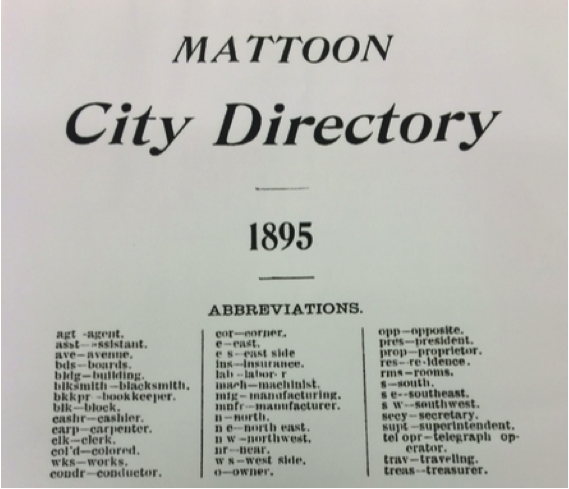 MATTOON
City Directory
1895
ABBREVIATIONS.
agt -agent.
asst—assistant.
ave—avenue.
bds—boards.
bldg—building.
blksmith—blacksmith.
bkkpr -bookkeeper.
blk—block.
cashr—cashier.
carp—carpenter.
clk—clerk.
col'd—colored.
wks—works.
condr—conductor.
cor—corner.
e—east.
e s—east side
ins—insurance.
lab—labor r
mach—machinist.
mfg—manufacturing.
mnfr—manufacturer.
n—north.
n e—north east.
n w—northwest.
nr—near.
w s—west side.
o—owner.
opp—opposite.
pres—president.
prop—proprietor.
res—re idence.
rms—rooms.
s—south.
s e—southeast.
s w—southwest.
secy—secretary.
supt—superintendent.
tel opr—telegraph op-
erator.
trav—traveling.
treas--treasurer.